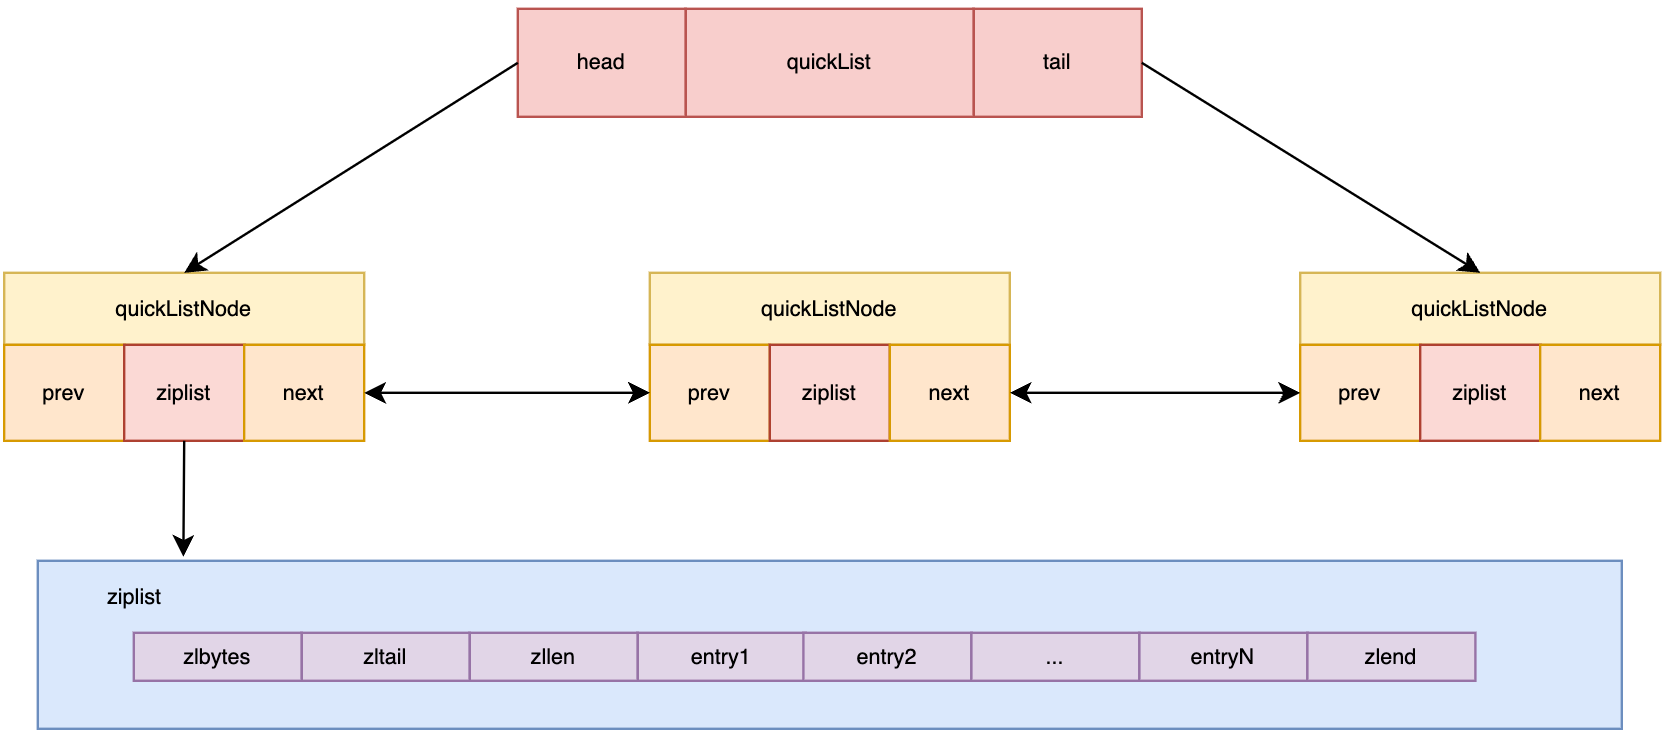 head quickList tail
quickListNode quickListNode quickListNode
prev ziplist next prev ziplist next prev ziplist next
ziplist
zlbytes zltail zllen entry1 entry2 ... entryN zlend